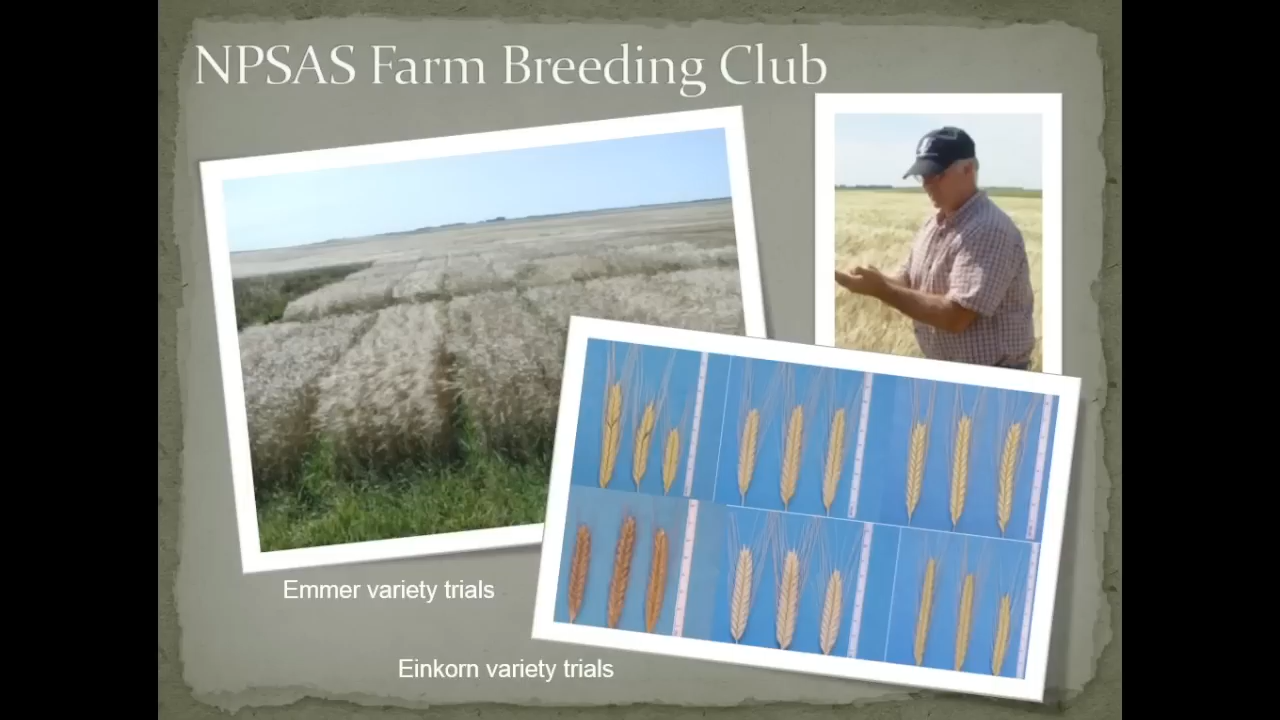 NPSAS Farm Breeding Club
Emmer variety trials
Einkorn variety trials